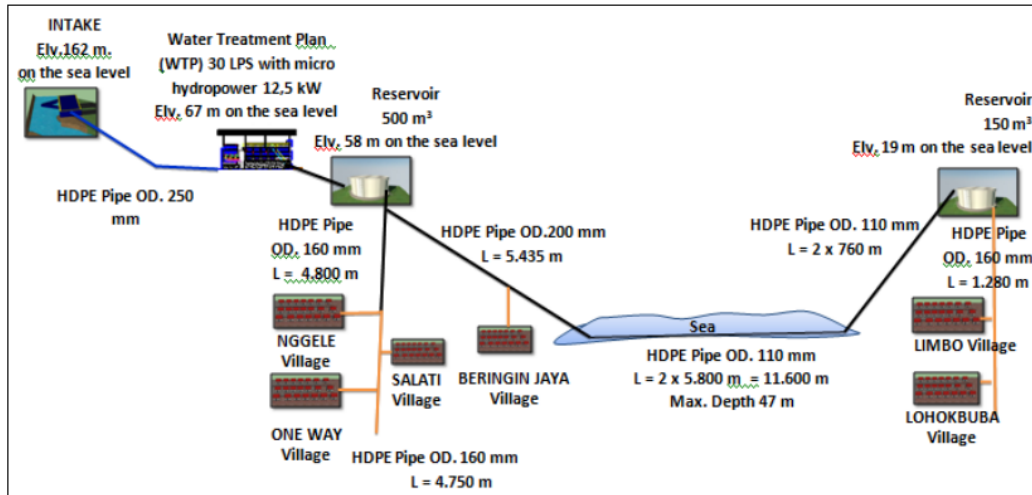 INTAKE
Elv.162 m.
on the sea level
Water Treatment Plan
(WTP) 30 LPS with micro
hydropower 12,5 kW
Elv. 67 m on the sea level
Reservoir
500 m³
Elv. 58 m on the sea level
Reservoir
150 m³
Elv. 19 m on the sea level
HDPE Pipe OD. 250
mm
HDPE Pipe
OD. 160 mm
L = 4.800 m
HDPE Pipe OD.200 mm
L = 5.435 m
HDPE Pipe OD. 110 mm
L = 2 x 760 m
HDPE Pipe
OD. 160 mm
L = 1.280 m
Sea
NGGELE
Village
SALATI
Village
BERINGIN JAYA
Village
HDPE Pipe OD. 110 mm
L = 2 x 5.800 m = 11.600 m
Max. Depth 47 m
LIMBO Village
ONE WAY
Village
LOHOKBUBA
Village
HDPE Pipe OD. 160 mm
L = 4.750 m